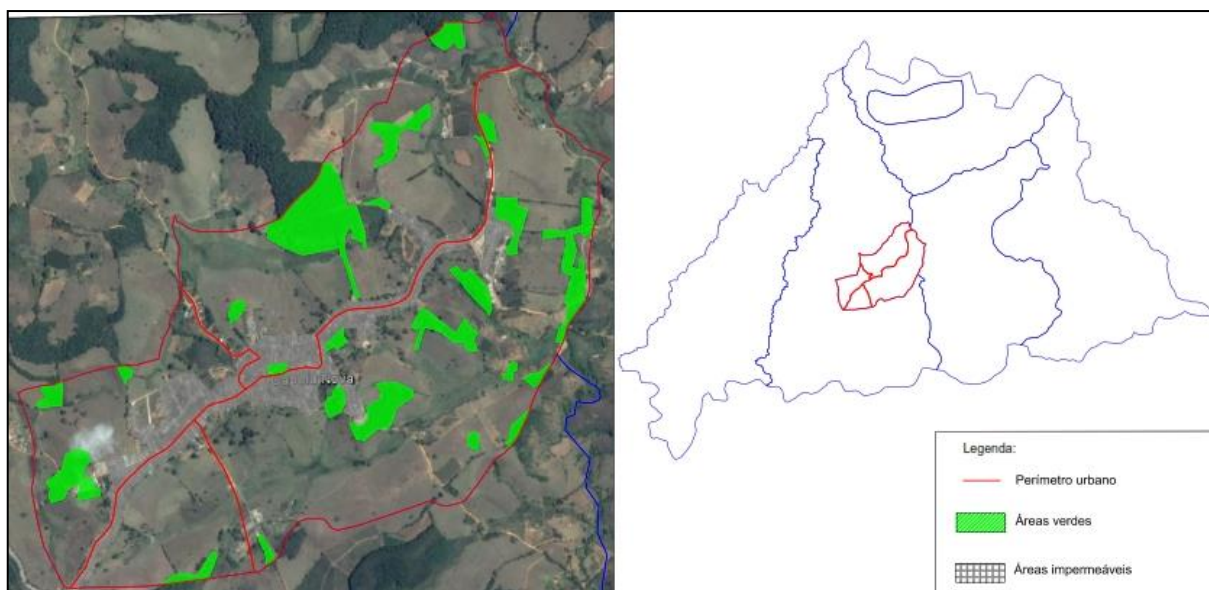 Legenda:
Perímetro urbano
Áreas verdes
Áreas impermeáveis